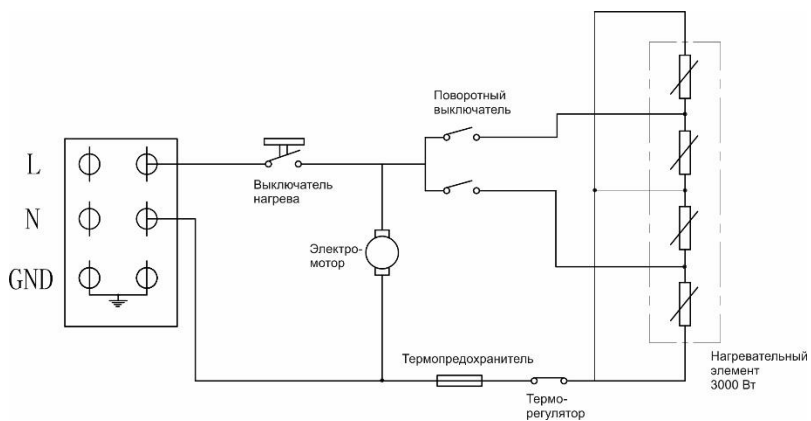 Поворотный
выключатель
L
Выключатель
нагрева
N
Электро-
мотор
GND
Термопредохранитель
Термо-
регулятор
Нагревательный
элемент
3000 Вт